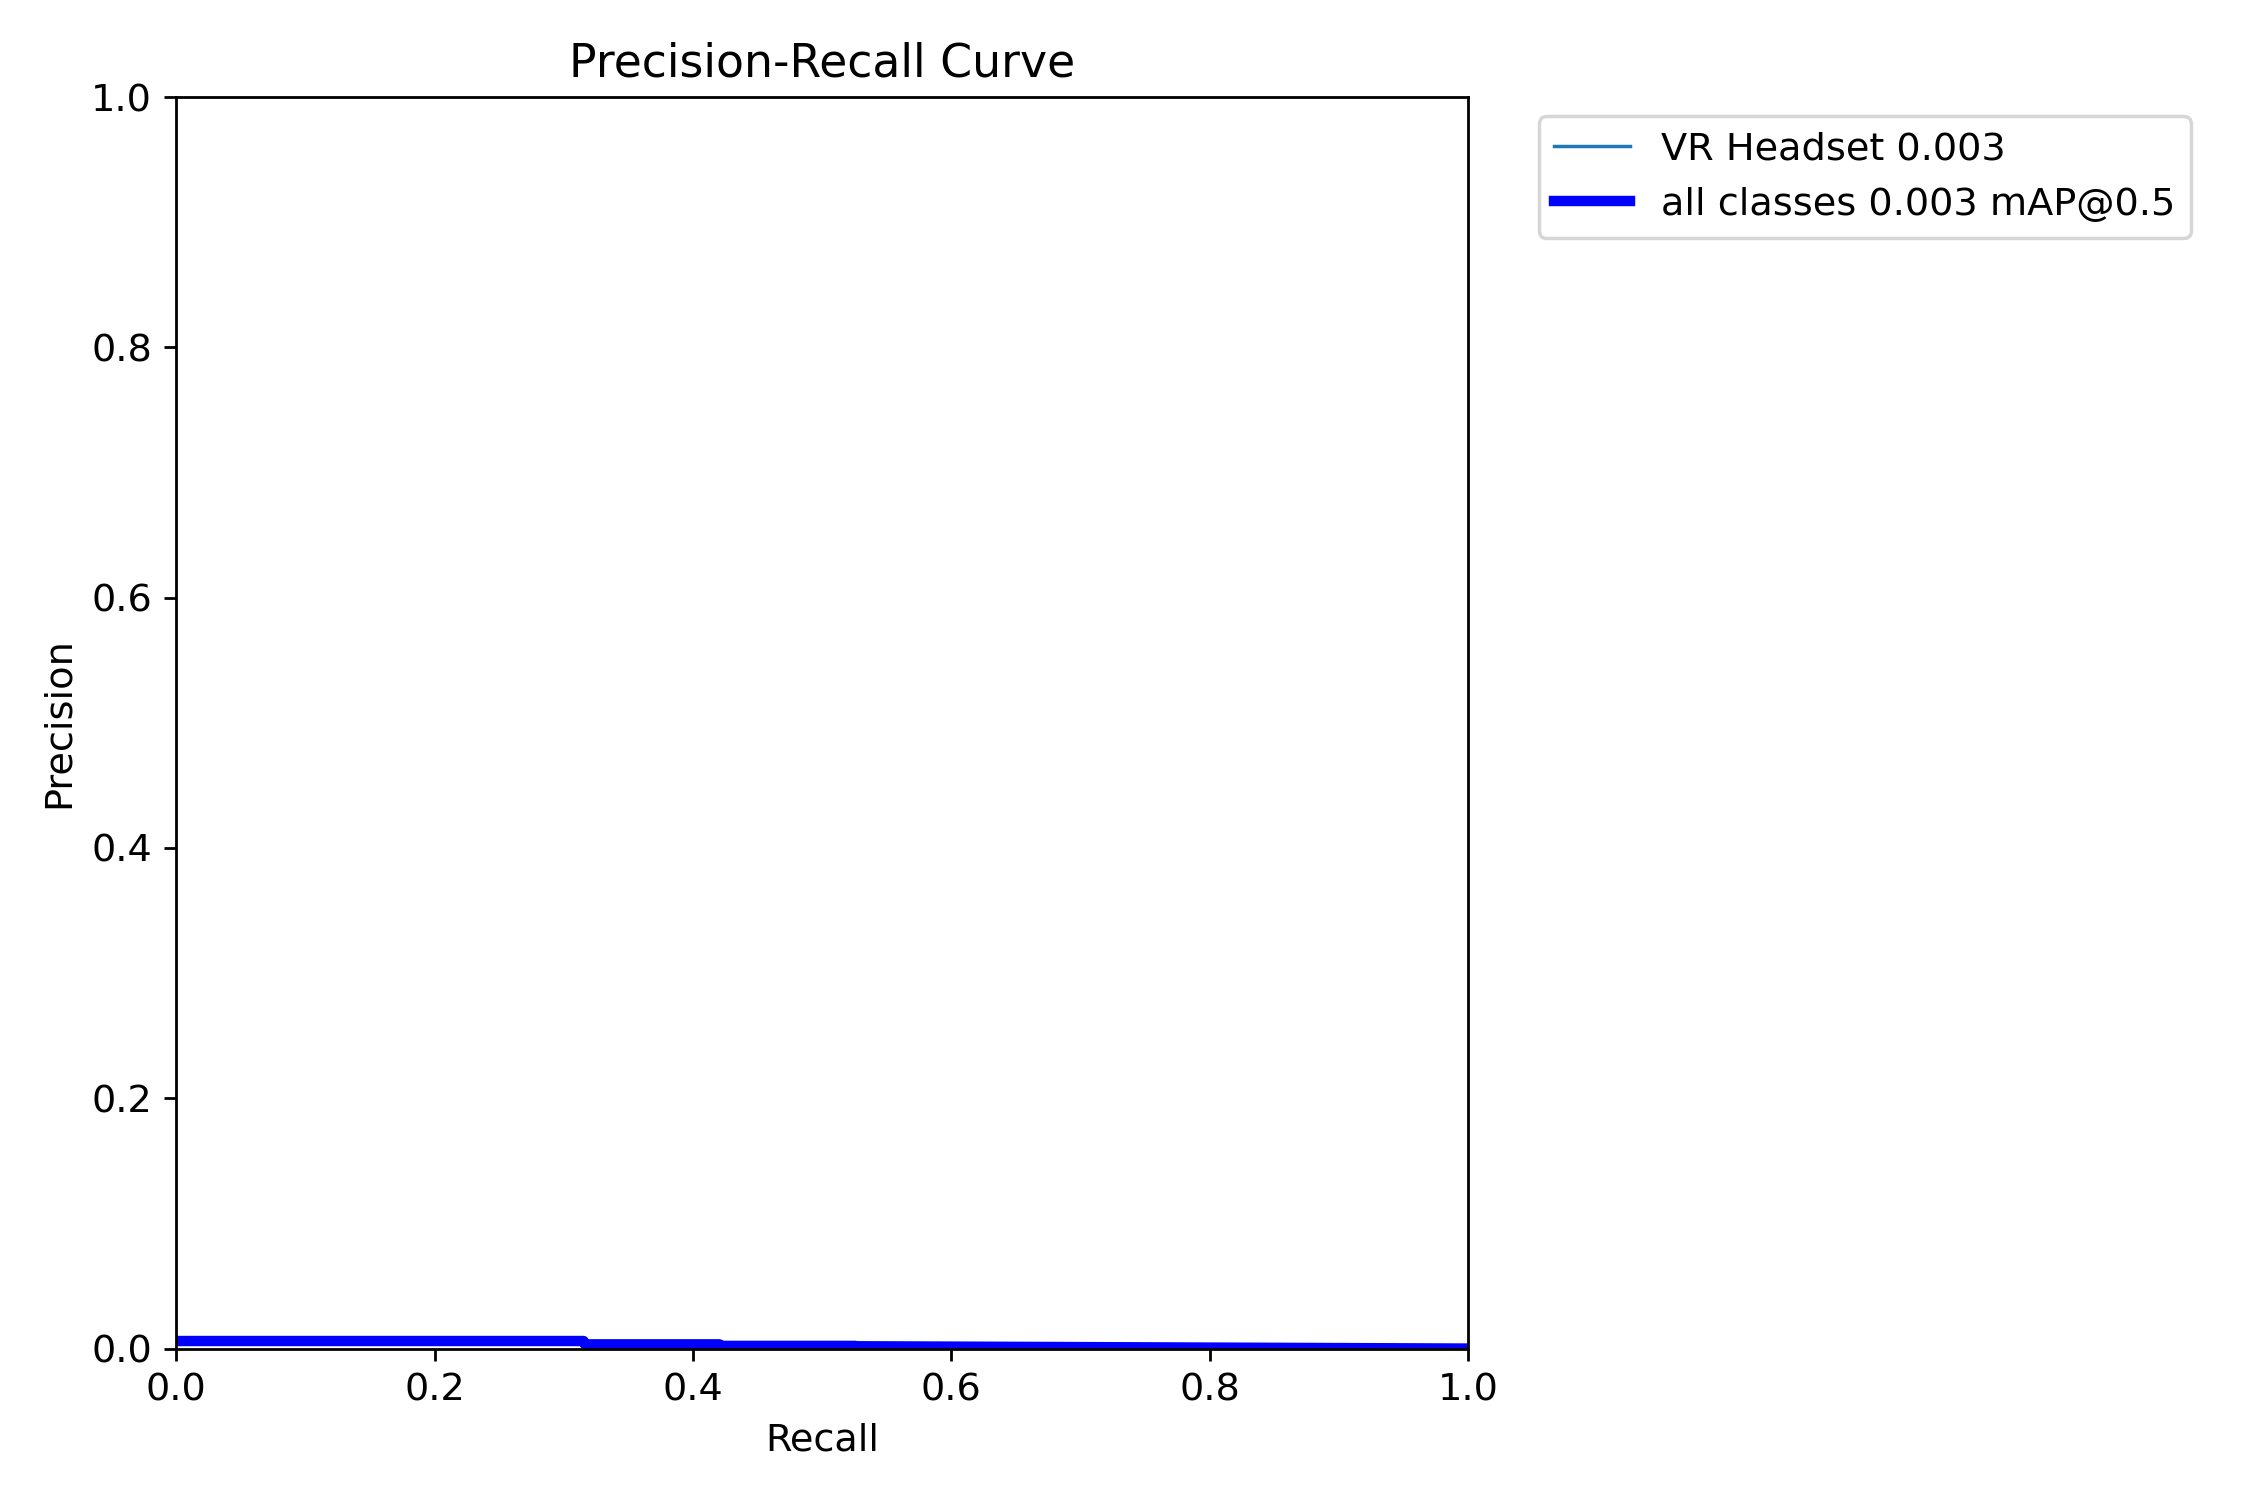 Precision-Recall Curve
1.0
0.8
0.6
0.4
0.2
0.0
Precision
0.0 0.2 0.4 0.6 0.8 1.0
Recall
VR Headset 0.003
all classes 0.003 mAP@0.5